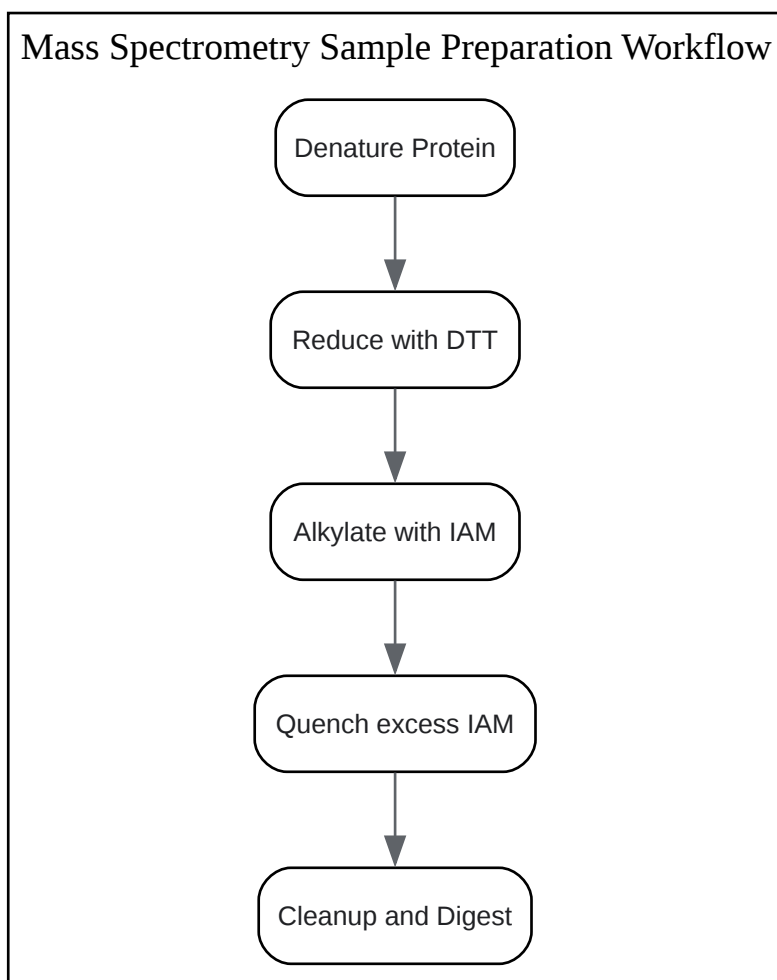 Mass Spectrometry Sample Preparation Workflow
Denature Protein
Reduce with DTT
Alkylate with IAM
Quench excess IAM
Cleanup and Digest